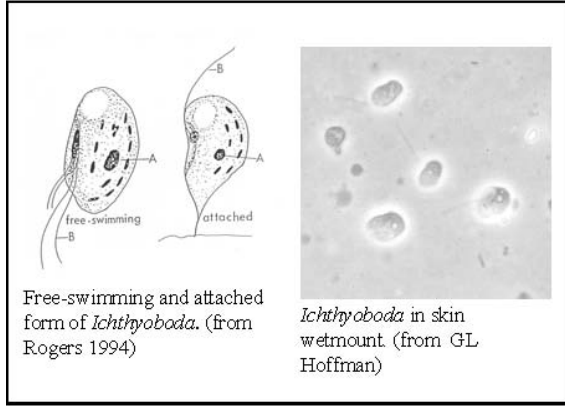 B
A
A
free-swimming
attached
B
Free-swimming and attached
form of Ichthyoboda. (from
Rogers 1994)
Ichthyoboda in skin
wetmount. (from GL
Hoffman)